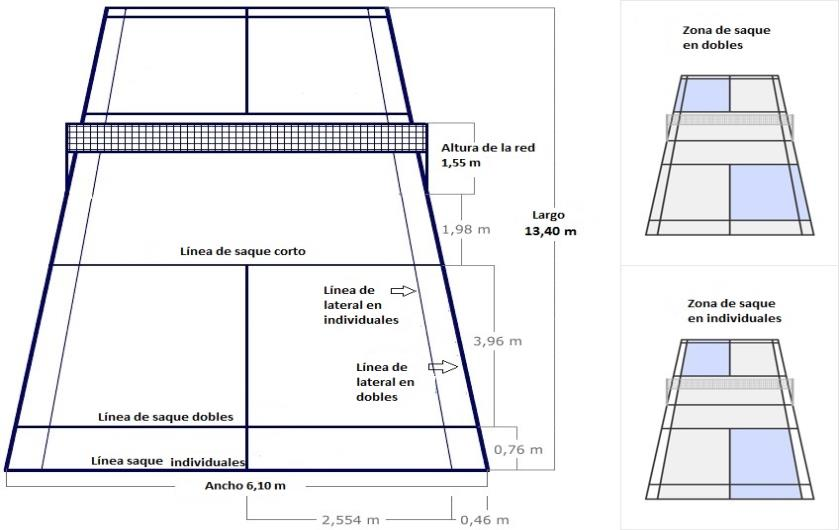 Altura de la red
1,55 m
Largo
13,40 m
1,98 m
Línea de saque corto
Línea de
lateral en
individuales
3,96 m
Línea de
lateral en
dobles
Línea de saque dobles
0,76 m
Línea saque individuales
Ancho 6,10 m
2,554 m
0,46 m
Zona de saque
en dobles
Zona de saque
en individuales